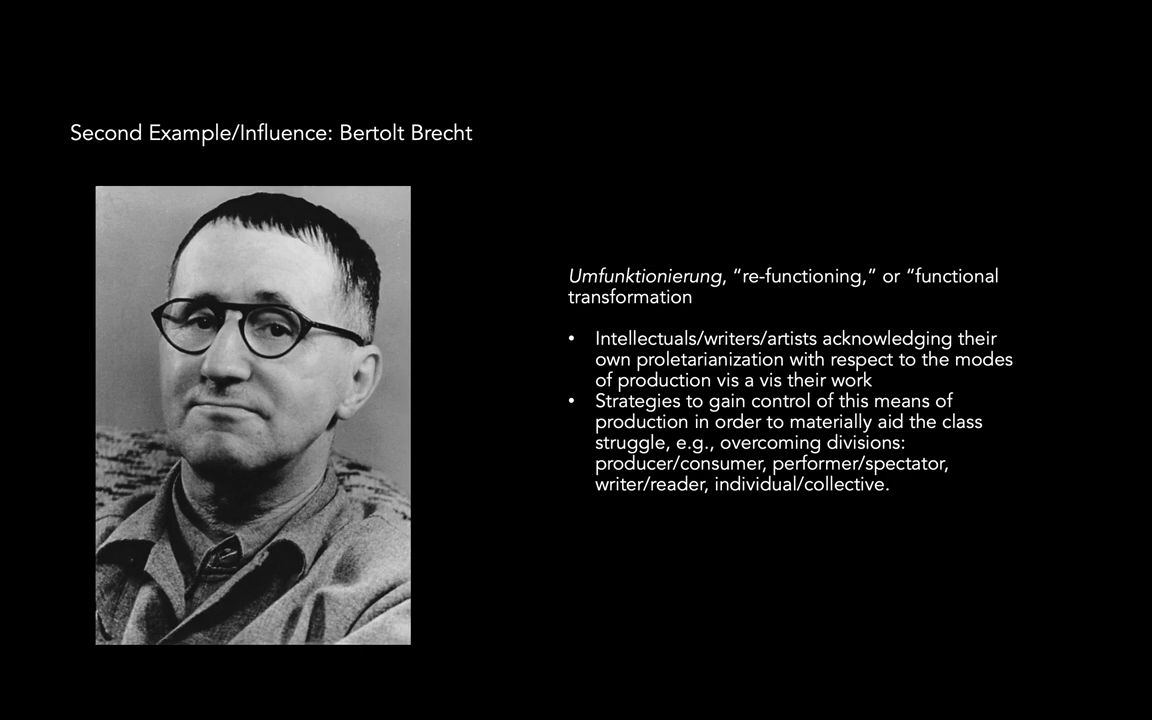 Second Example/Influence: Bertolt Brecht
Umfunktionierung, “re-functioning,” or “functional
transformation
• Intellectuals/writers/artists acknowledging their
own proletarianization with respect to the modes
of production vis a vis their work
• Strategies to gain control of this means of
production in order to materially aid the class
struggle, e.g., overcoming divisions:
producer/consumer, performer/spectator,
writer/reader, individual/collective.